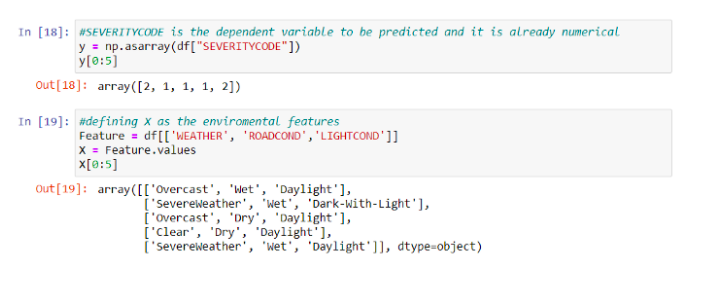 In [18]: #SEVERITYCODE is the dependent variable to be predicted and it is already numerical
y = np.asarray(df["SEVERITYCODE"])
y[0:5]
Out[18]: array([2, 1, 1, 1, 2])
In [19]: #defining X as the enviromental features
Feature = df[['WEATHER', 'ROADCOND','LIGHTCOND']]
X = Feature.values
X[0:5]
Out[19]: array([['Overcast', 'Wet', 'Daylight'],
['SevereWeather', 'Wet', 'Dark-With-Light'],
['Overcast', 'Dry', 'Daylight'],
['Clear', 'Dry', 'Daylight'],
['SevereWeather', 'Wet', 'Daylight']], dtype=object)